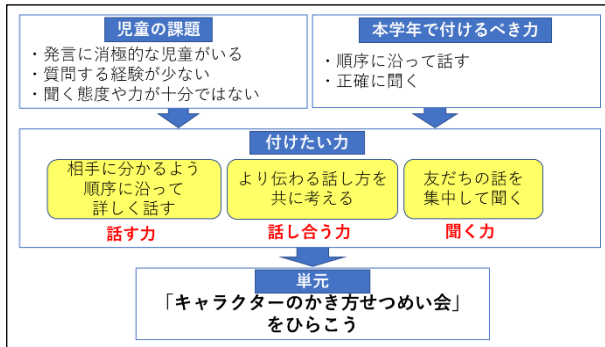 児童の課題
・発言に消極的な児童がいる
・質問する経験が少ない
・聞く態度や力が十分ではない
本学年で付けるべき力
・順序に沿って話す
・正確に聞く
付けたい力
相手に分かるよう
順序に沿って
詳しく話す
話す力
より伝わる話し方を
共に考える
話し合う力
友だちの話を
集中して聞く
聞く力
単元
「キャラクターのかき方せつめい会」
をひらこう